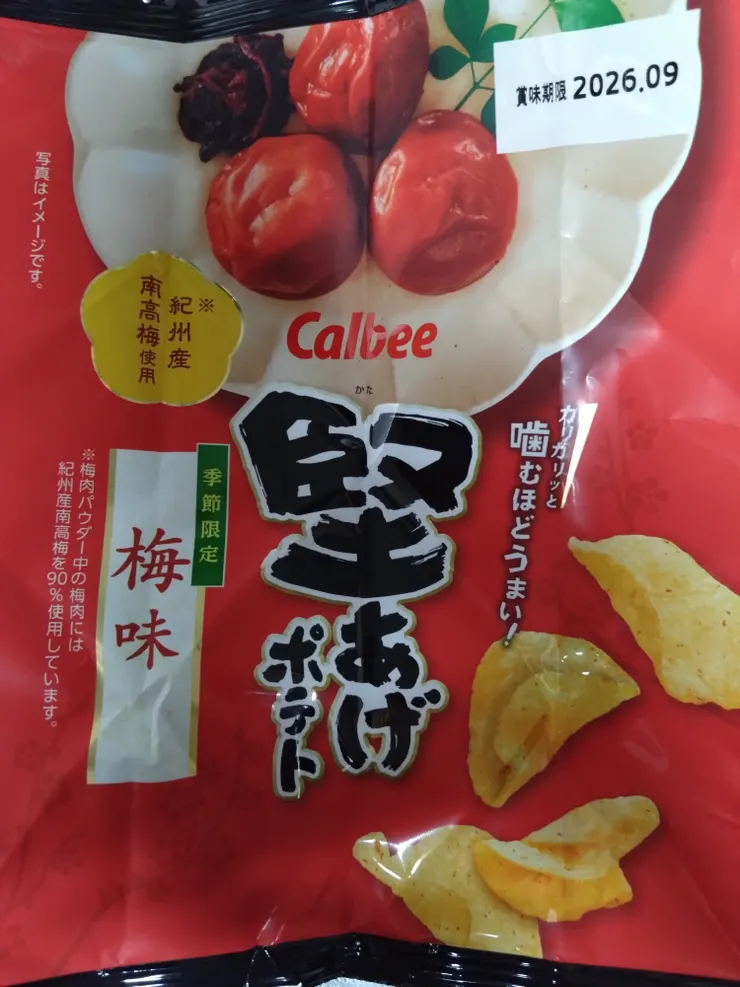 賞味期限 2026.09
写真はイメージです。
※紀州産
南高梅使用
Calbee
かた
堅あげ
ポテト
カリカリッと
噛むほどうまい!
季節限定
梅味
※梅肉パウダー中の梅肉には
紀州産南高梅を90%使用しています。